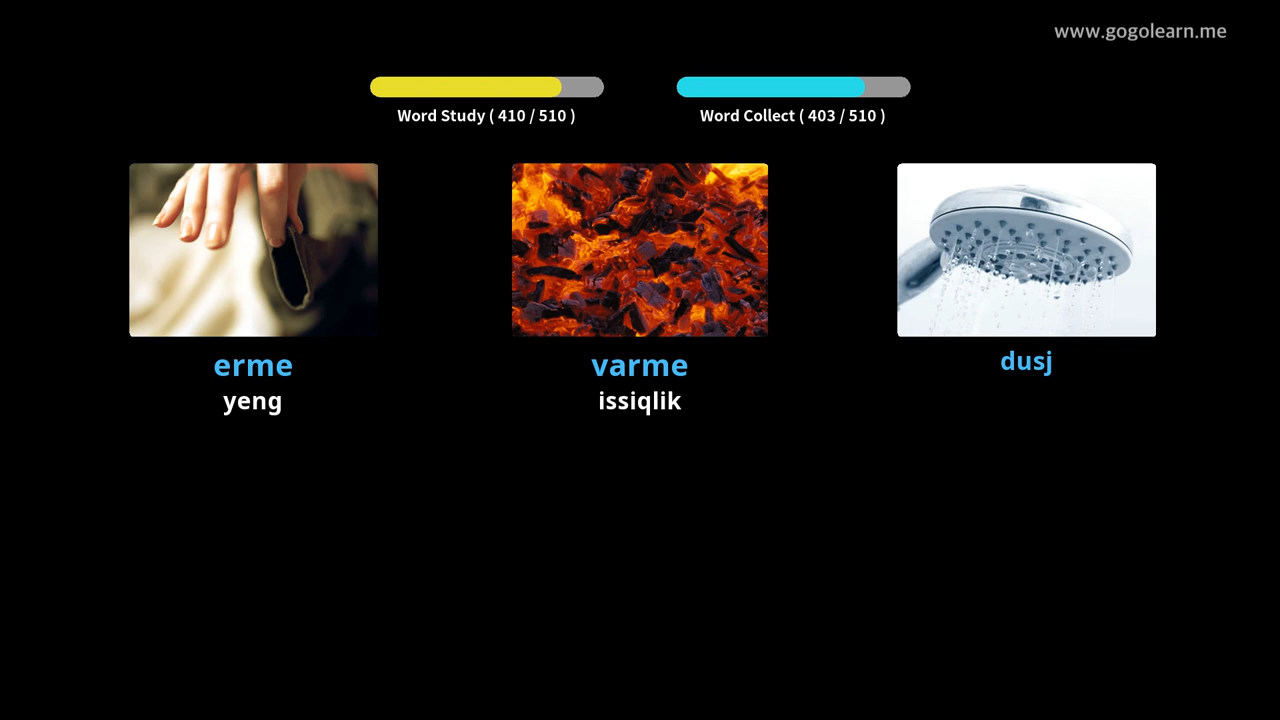 www.gogolearn.me
Word Study ( 410 / 510 )
Word Collect ( 403 / 510 )
erme
yeng
varme
issiqlik
dusj